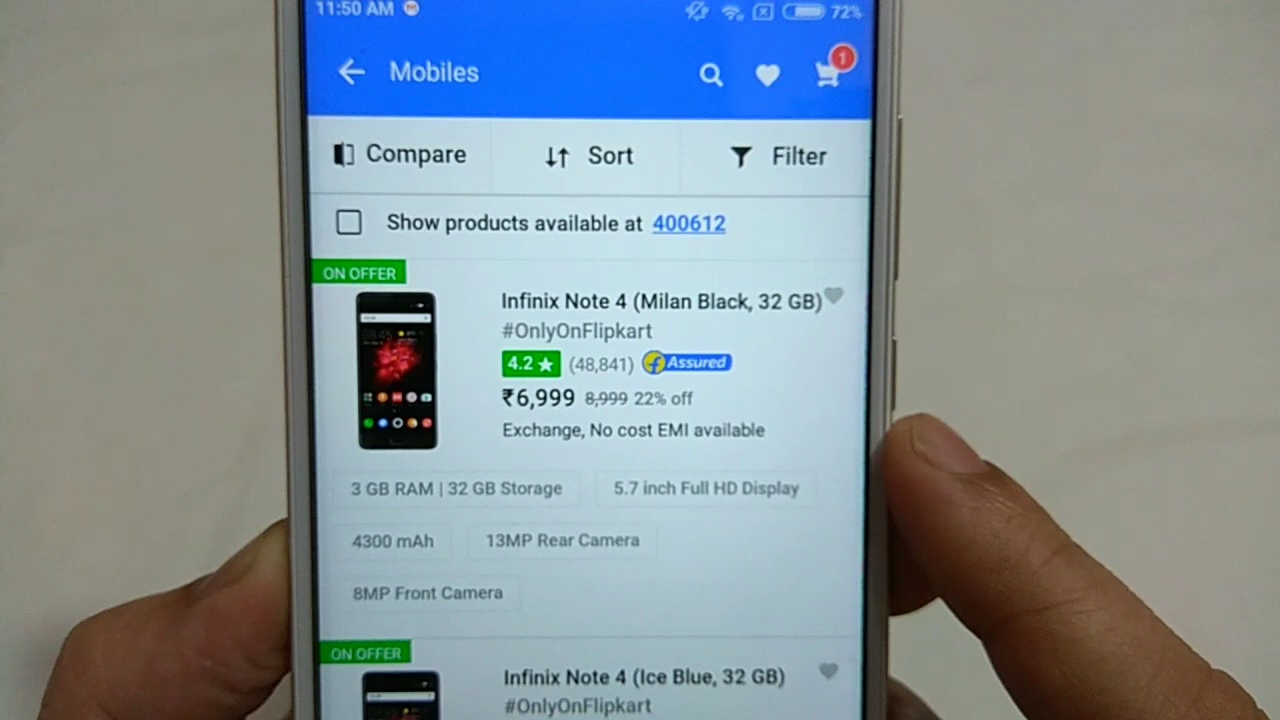 11:50 AM 72%
Mobiles 1
Compare Sort Filter
Show products available at 400612
ON OFFER
Infinix Note 4 (Milan Black, 32 GB)
#OnlyOnFlipkart
4.2 ★ (48,841) f Assured
₹6,999 8,999 22% off
Exchange, No cost EMI available
3 GB RAM | 32 GB Storage 5.7 inch Full HD Display
4300 mAh 13MP Rear Camera
8MP Front Camera
ON OFFER
Infinix Note 4 (Ice Blue, 32 GB)
#OnlyOnFlipkart